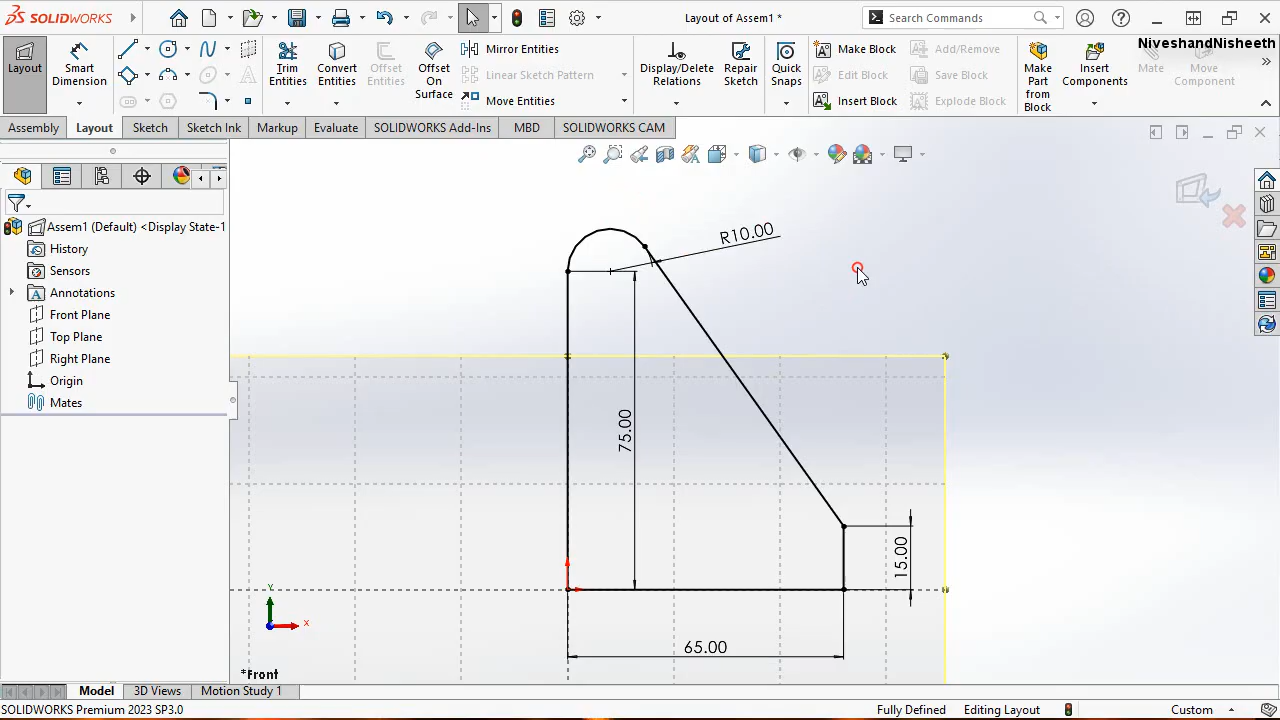 SOLIDWORKS
Layout of Assem1 *
Search Commands
NiveshandNisheeth
Layout
Smart Dimension
Trim Entities
Convert Entities
Offset Entities
Offset On Surface
Mirror Entities
Linear Sketch Pattern
Move Entities
Display/Delete Relations
Repair Sketch
Quick Snaps
Make Block
Edit Block
Insert Block
Add/Remove
Save Block
Explode Block
Make Part from Block
Insert Components
Mate
Move Component
Assembly
Layout
Sketch
Sketch Ink
Markup
Evaluate
SOLIDWORKS Add-Ins
MBD
SOLIDWORKS CAM
Assem1 (Default) <Display State-1
History
Sensors
Annotations
Front Plane
Top Plane
Right Plane
Origin
Mates
R10.00
75.00
15.00
65.00
Y
X
*Front
Model
3D Views
Motion Study 1
SOLIDWORKS Premium 2023 SP3.0
Fully Defined
Editing Layout
Custom